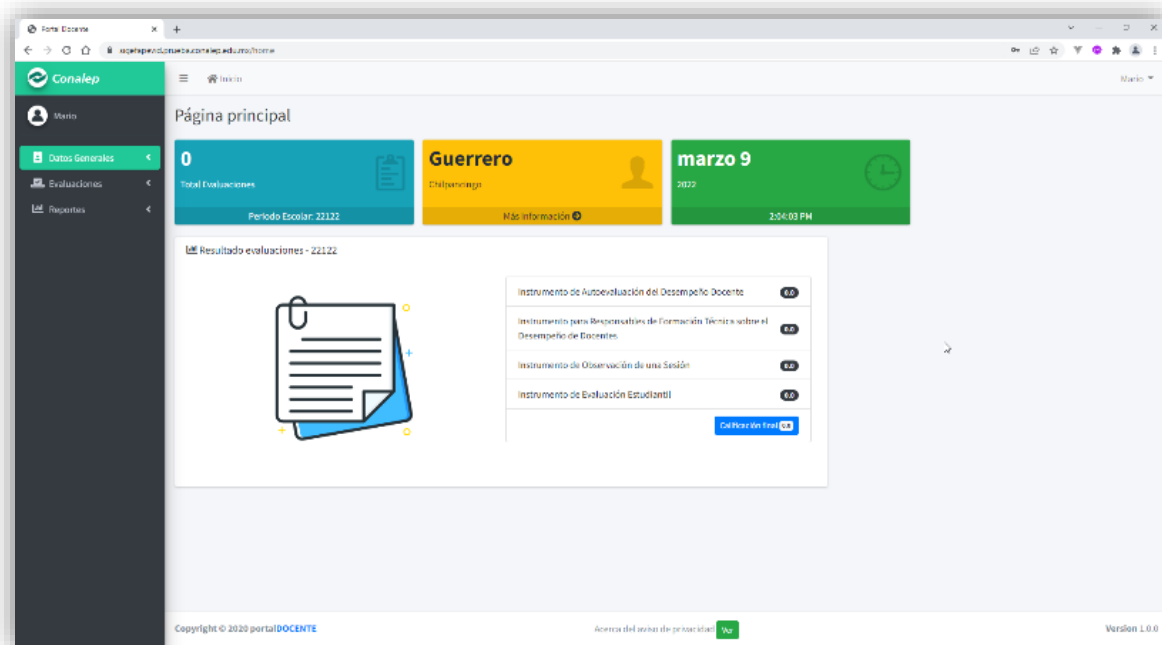 Portal Docente
Conalep
Inicio
Mario
Mario
Página principal
Datos Generales
Evaluaciones
Reportes
0
Total Evaluaciones
Periodo Escolar: 22122
Guerrero
Chilpancingo
Más información
marzo 9
2022
2:04:03 PM
Resultado evaluaciones - 22122
Instrumento de Autoevaluación del Desempeño Docente 0.0
Instrumento para Responsables de Formación Técnica sobre el
Desempeño de Docentes 0.0
Instrumento de Observación de una Sesión 0.0
Instrumento de Evaluación Estudiantil 0.0
Calificación final
Copyright © 2020 portalDOCENTE
Acerca del aviso de privacidad Ver
Version 1.0.0